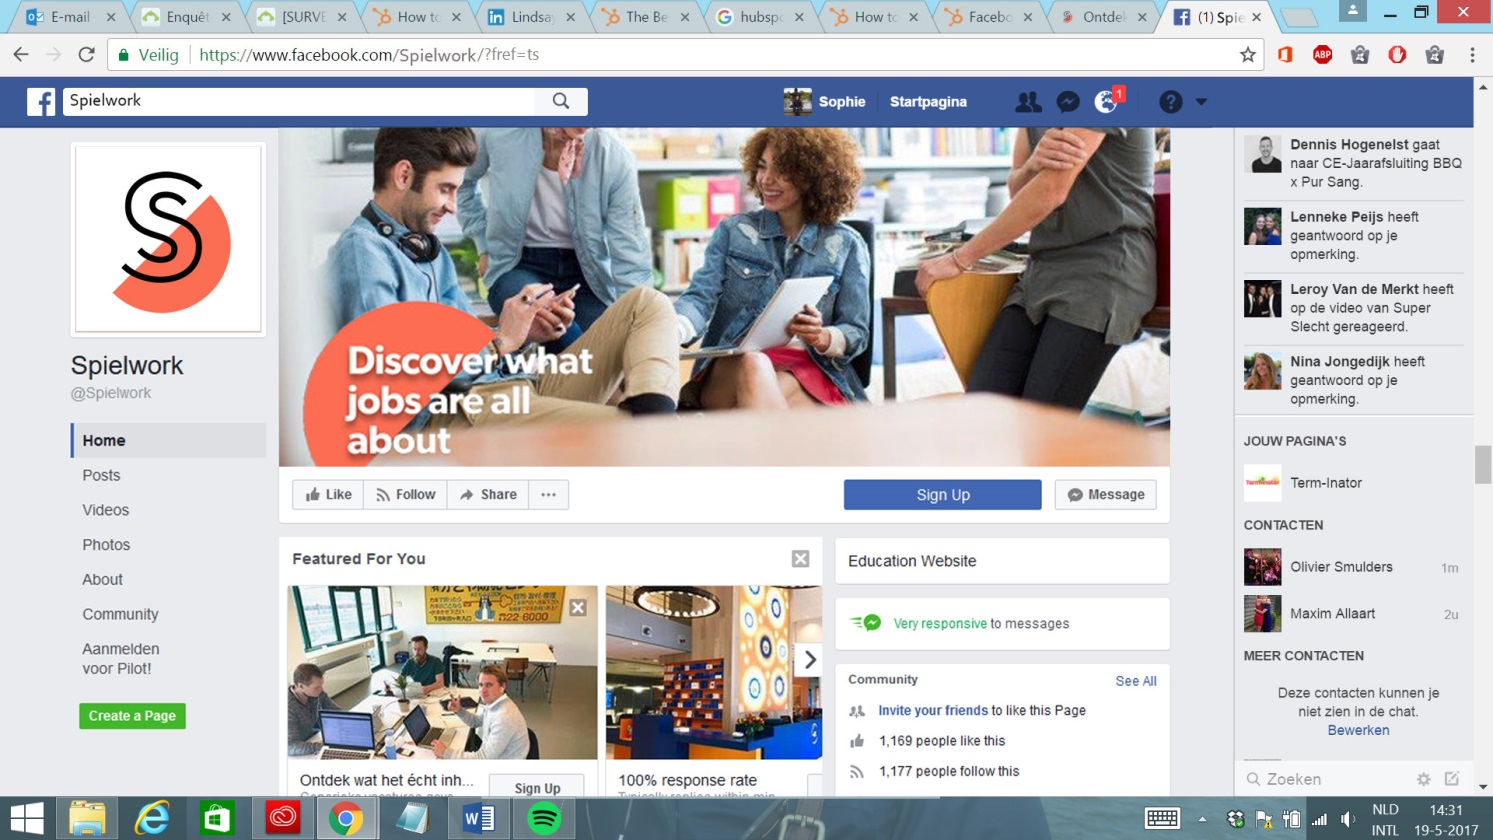 E-mail
Enquêt
[SURVE
How to
Lindsa
The Be
hubspo
How to
Facebo
Ontdek
(1) Spie
Veilig
https://www.facebook.com/Spielwork/?fref=ts
ABP
Spielwork
Sophie
Startpagina
1
Spielwork
@Spielwork
Home
Posts
Videos
Photos
About
Community
Aanmelden
voor Pilot!
Create a Page
Discover what
jobs are all
about
Like
Follow
Share
Sign Up
Message
Featured For You
22-6000
Ontdek wat het écht inh...
Sign Up
100% response rate
Education Website
Very responsive to messages
Community
See All
Invite your friends to like this Page
1,169 people like this
1,177 people follow this
Dennis Hogenelst gaat
naar CE-Jaarafsluiting BBQ
x Pur Sang.
Lenneke Peijs heeft
geantwoord op je
opmerking.
Leroy Van de Merkt heeft
op de video van Super
Slecht gereageerd.
Nina Jongedijk heeft
geantwoord op je
opmerking.
JOUW PAGINA'S
Term-Inator
CONTACTEN
Olivier Smulders
1m
Maxim Allaart
2u
MEER CONTACTEN
Deze contacten kunnen je
niet zien in de chat.
Bewerken
Zoeken
NLD
INTL
14:31
19-5-2017